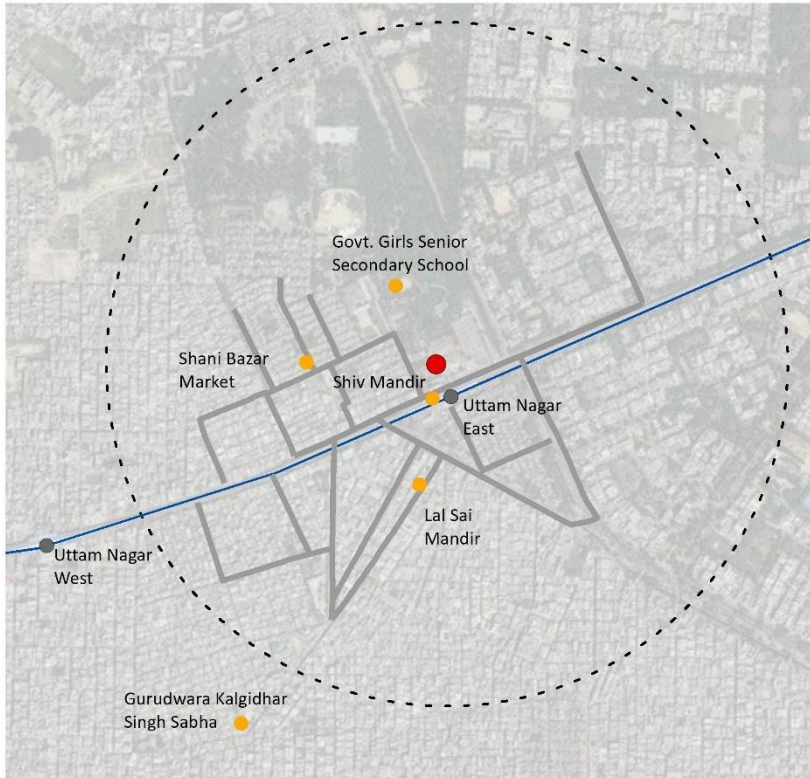 Govt. Girls Senior
Secondary School
Shani Bazar
Market
Shiv Mandir
Uttam Nagar
East
Lal Sai
Mandir
Uttam Nagar
West
Gurudwara Kalgidhar
Singh Sabha